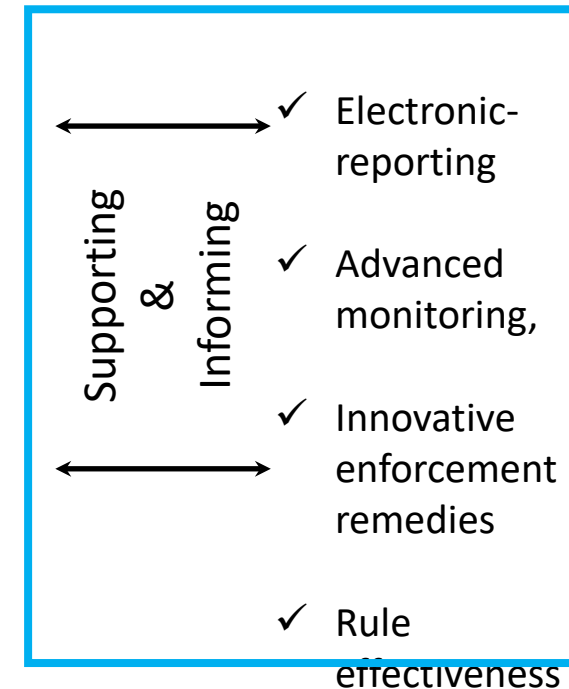 Supporting
&
Informing
✓ Electronic-
reporting
✓ Advanced
monitoring,
✓ Innovative
enforcement
remedies
✓ Rule
effectiveness